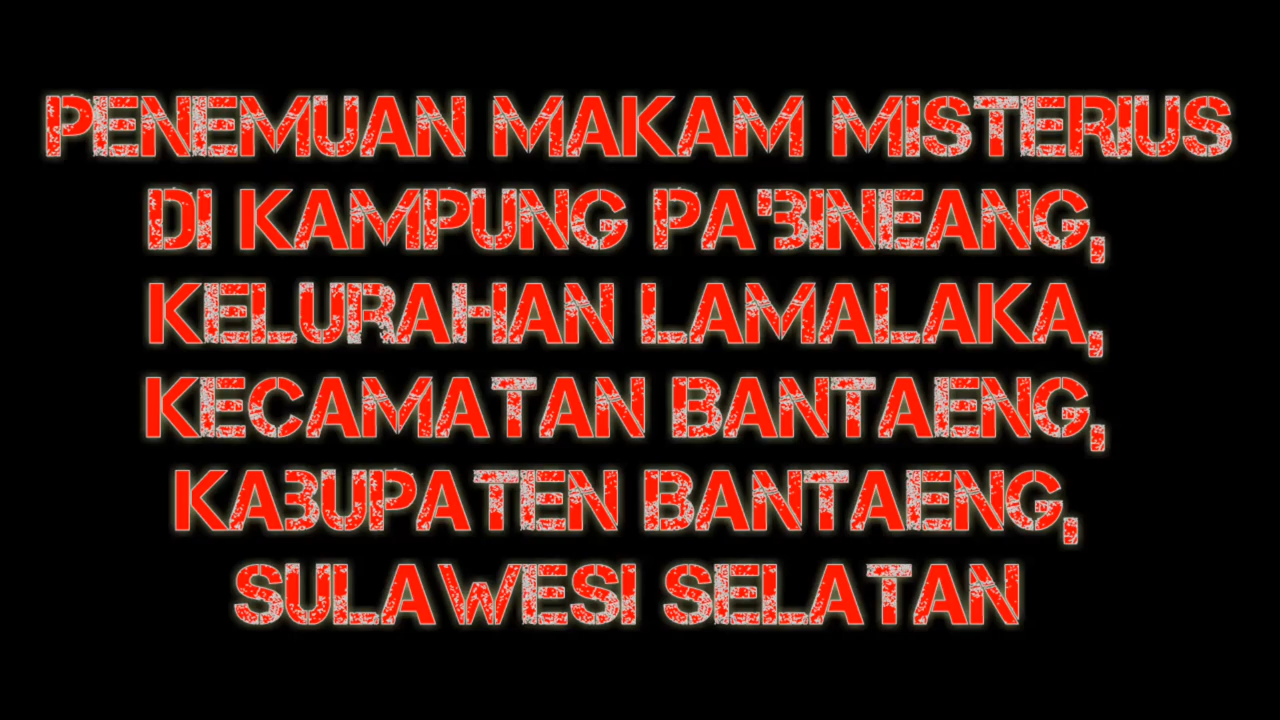 PENEMUAN MAKAM MISTERIUS
DI KAMPUNG PA'BINEANG,
KELURAHAN LAMALAKA,
KECAMATAN BANTAENG,
KABUPATEN BANTAENG,
SULAWESI SELATAN